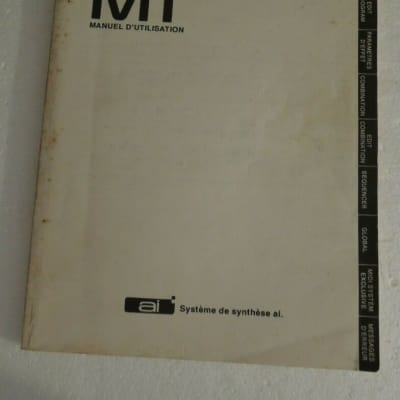 M1
MANUEL D'UTILISATION
EDIT
PROGRAM
PARAMETRES
D'EFFET
COMBINATION
EDIT
COMBINATION
SEQUENCER
GLOBAL
MIDI SYSTEM
EXCLUSIVE
MESSAGES
D'ERREUR
ai
Système de synthèse ai.